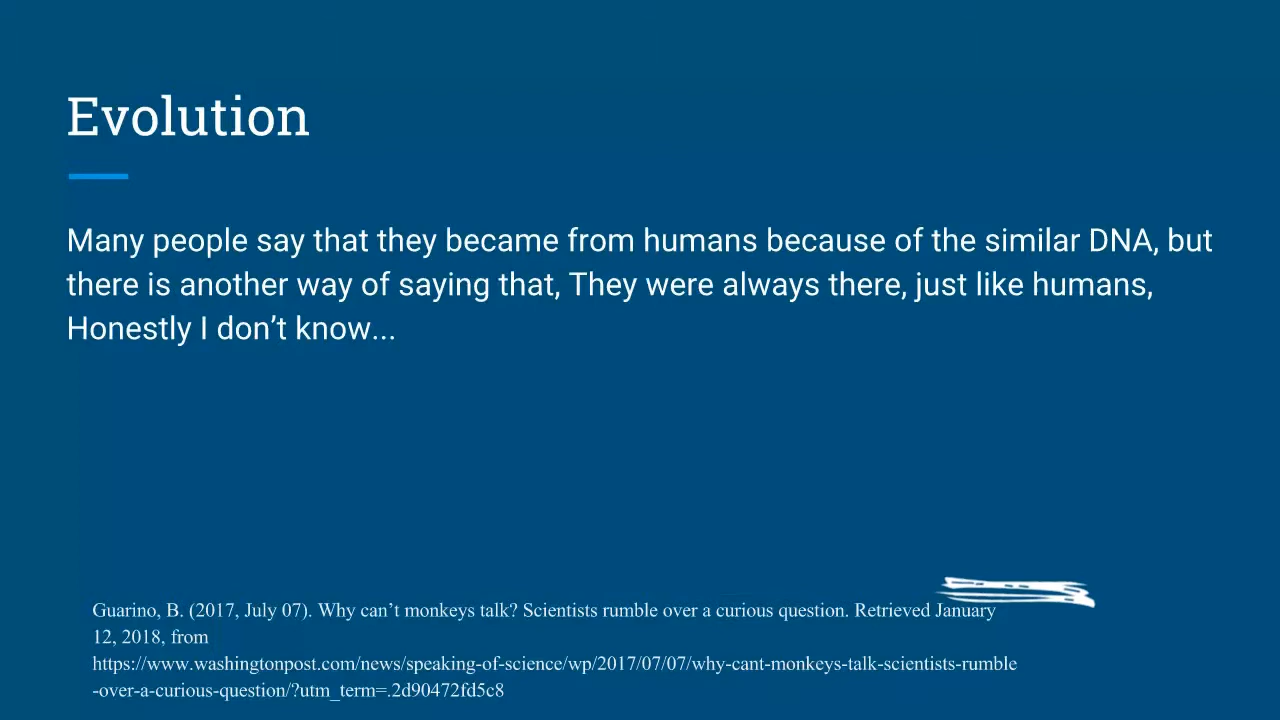 Evolution
Many people say that they became from humans because of the similar DNA, but
there is another way of saying that, They were always there, just like humans,
Honestly I don’t know...
Guarino, B. (2017, July 07). Why can’t monkeys talk? Scientists rumble over a curious question. Retrieved January
12, 2018, from
https://www.washingtonpost.com/news/speaking-of-science/wp/2017/07/07/why-cant-monkeys-talk-scientists-rumble
-over-a-curious-question/?utm_term=.2d90472fd5c8